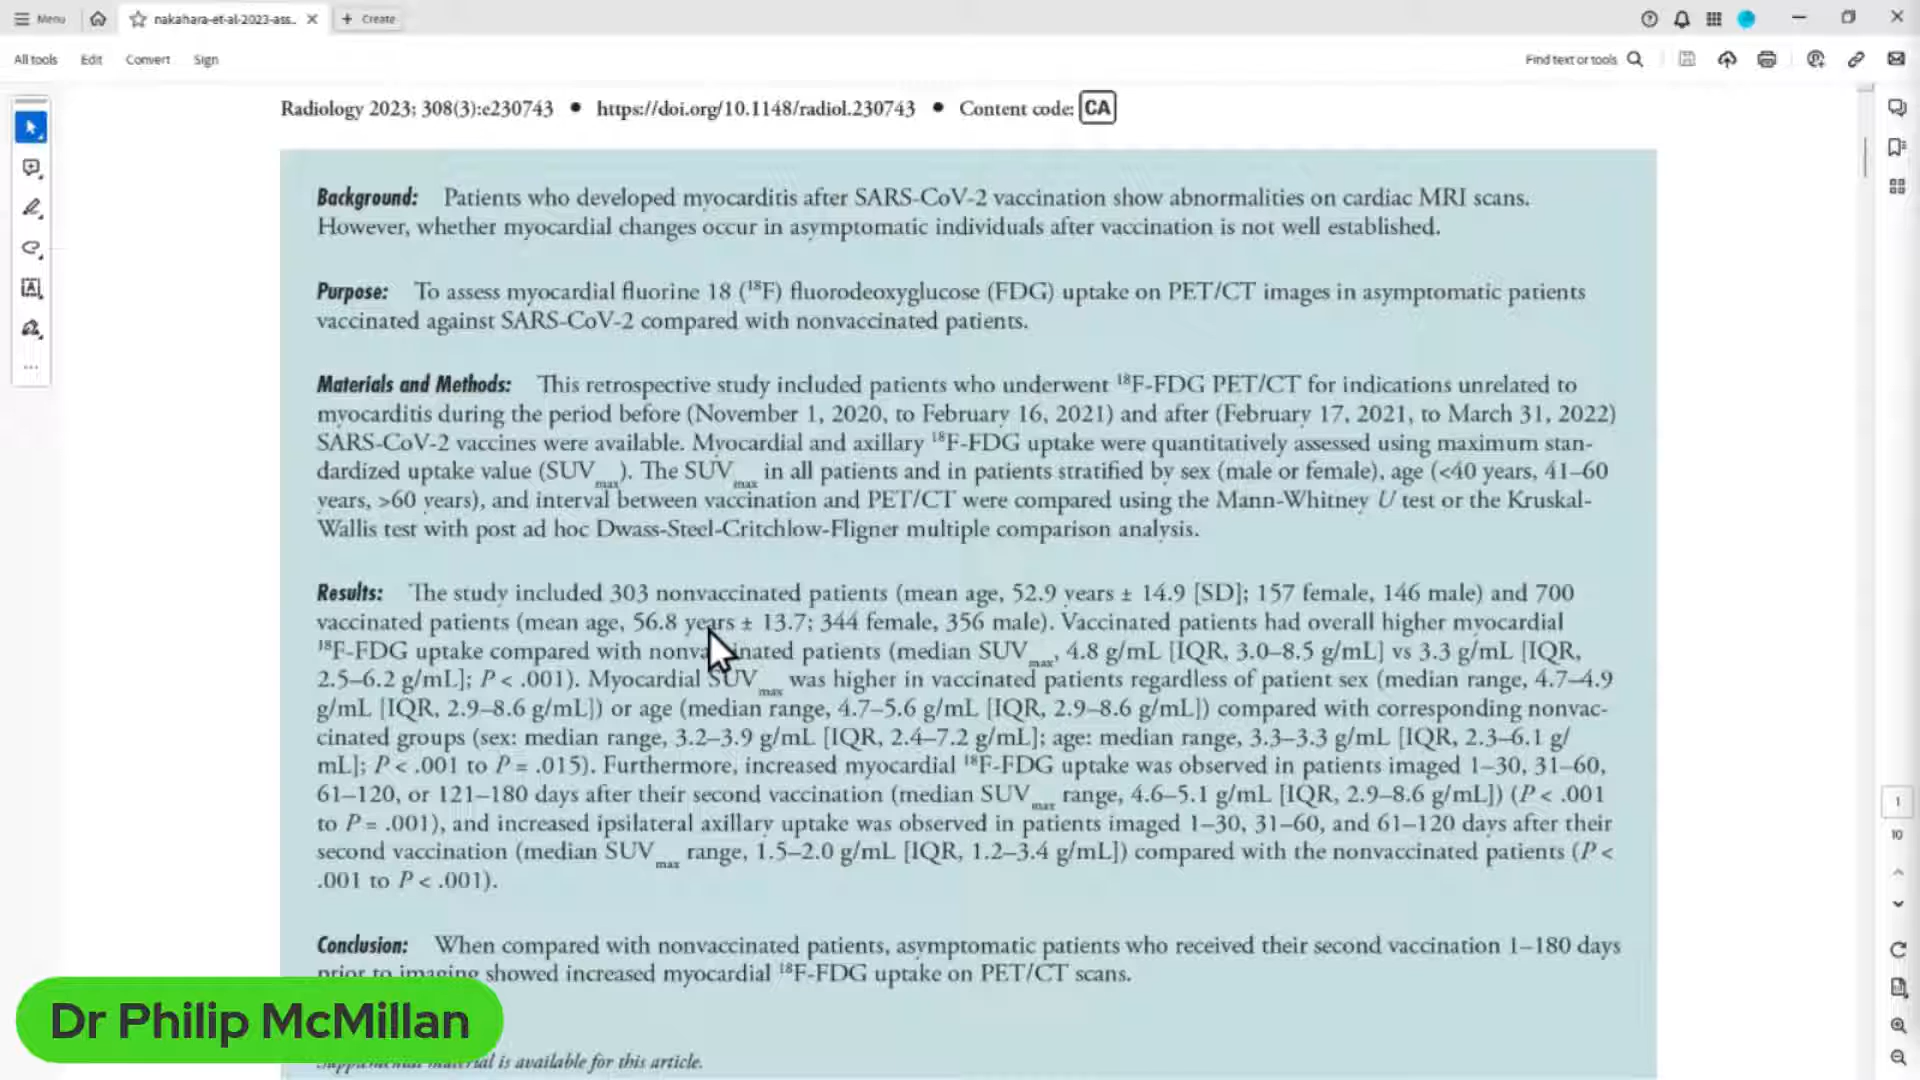 Menu
nakahara-et-al-2023-ass..
Create
All tools Edit Convert Sign
Find text or tools
Radiology 2023; 308(3):e230743 • https://doi.org/10.1148/radiol.230743 • Content code: CA
Background: Patients who developed myocarditis after SARS-CoV-2 vaccination show abnormalities on cardiac MRI scans.
However, whether myocardial changes occur in asymptomatic individuals after vaccination is not well established.
Purpose: To assess myocardial fluorine 18 (18F) fluorodeoxyglucose (FDG) uptake on PET/CT images in asymptomatic patients
vaccinated against SARS-CoV-2 compared with nonvaccinated patients.
Materials and Methods: This retrospective study included patients who underwent 18F-FDG PET/CT for indications unrelated to
myocarditis during the period before (November 1, 2020, to February 16, 2021) and after (February 17, 2021, to March 31, 2022)
SARS-CoV-2 vaccines were available. Myocardial and axillary 18F-FDG uptake were quantitatively assessed using maximum stan-
dardized uptake value (SUVmax). The SUVmax in all patients and in patients stratified by sex (male or female), age (<40 years, 41–60
years, >60 years), and interval between vaccination and PET/CT were compared using the Mann-Whitney U test or the Kruskal-
Wallis test with post ad hoc Dwass-Steel-Critchlow-Fligner multiple comparison analysis.
Results: The study included 303 nonvaccinated patients (mean age, 52.9 years ± 14.9 [SD]; 157 female, 146 male) and 700
vaccinated patients (mean age, 56.8 years ± 13.7; 344 female, 356 male). Vaccinated patients had overall higher myocardial
18F-FDG uptake compared with nonvaccinated patients (median SUVmax, 4.8 g/mL [IQR, 3.0–8.5 g/mL] vs 3.3 g/mL [IQR,
2.5–6.2 g/mL]; P < .001). Myocardial SUVmax was higher in vaccinated patients regardless of patient sex (median range, 4.7–4.9
g/mL [IQR, 2.9–8.6 g/mL]) or age (median range, 4.7–5.6 g/mL [IQR, 2.9–8.6 g/mL]) compared with corresponding nonvac-
cinated groups (sex: median range, 3.2–3.9 g/mL [IQR, 2.4–7.2 g/mL]; age: median range, 3.3–3.3 g/mL [IQR, 2.3–6.1 g/
mL]; P < .001 to P = .015). Furthermore, increased myocardial 18F-FDG uptake was observed in patients imaged 1–30, 31–60,
61–120, or 121–180 days after their second vaccination (median SUVmax range, 4.6–5.1 g/mL [IQR, 2.9–8.6 g/mL]) (P < .001
to P = .001), and increased ipsilateral axillary uptake was observed in patients imaged 1–30, 31–60, and 61–120 days after their
second vaccination (median SUVmax range, 1.5–2.0 g/mL [IQR, 1.2–3.4 g/mL]) compared with the nonvaccinated patients (P <
.001 to P < .001).
Conclusion: When compared with nonvaccinated patients, asymptomatic patients who received their second vaccination 1–180 days
prior to imaging showed increased myocardial 18F-FDG uptake on PET/CT scans.
Supplemental material is available for this article.
Dr Philip McMillan
1
10